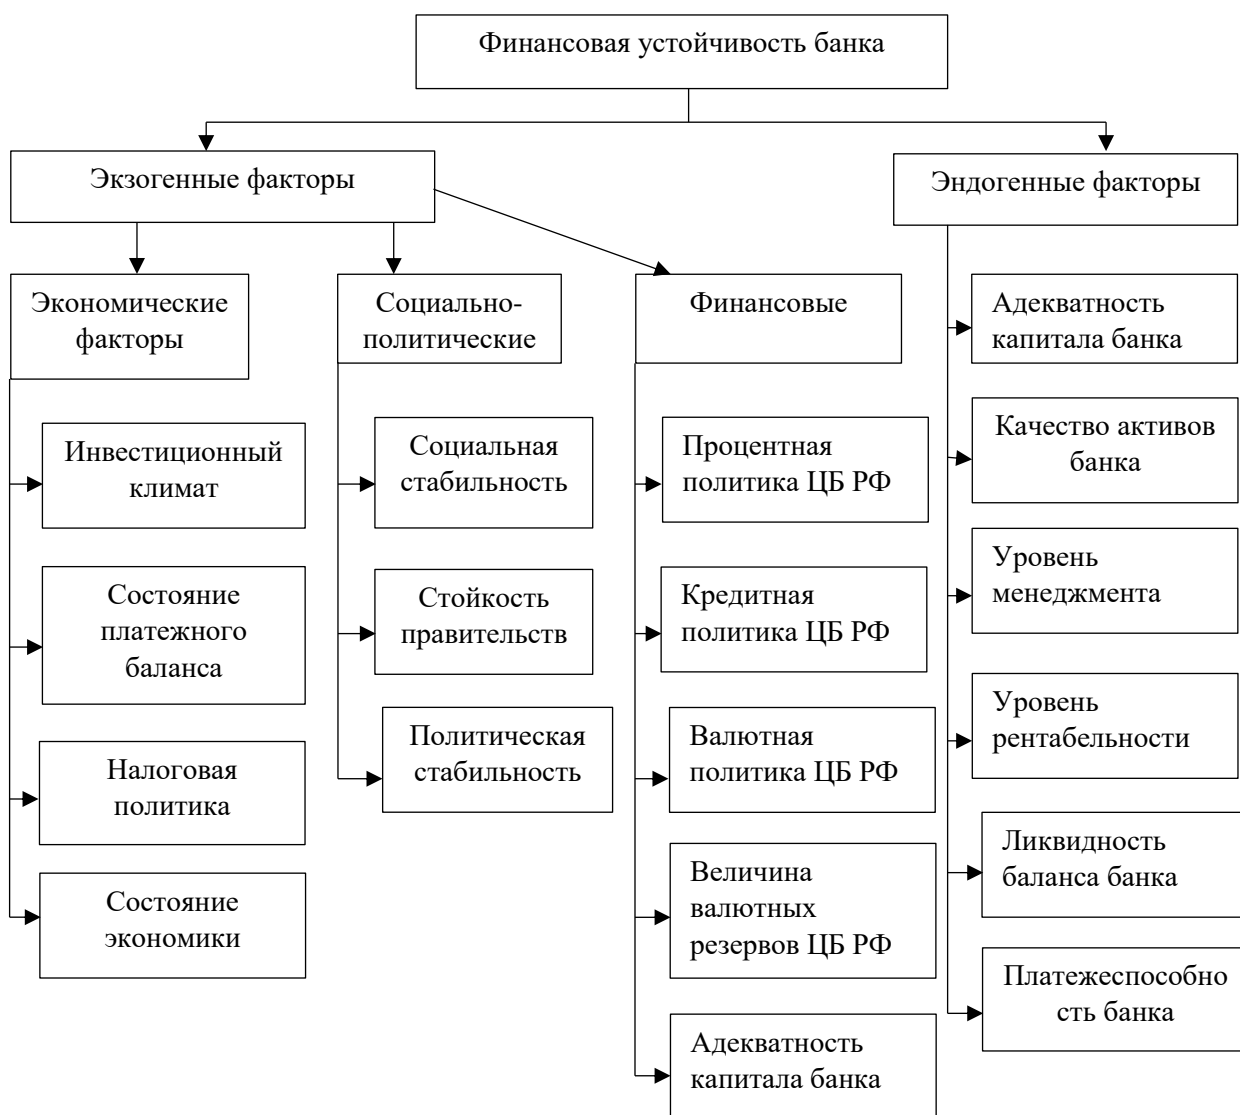 Финансовая устойчивость банка
Экзогенные факторы
Эндогенные факторы
Экономические
факторы
Социально-
политические
Финансовые
Адекватность
капитала банка
Инвестиционный
климат
Социальная
стабильность
Процентная
политика ЦБ РФ
Качество активов
банка
Состояние
платежного
баланса
Стойкость
правительств
Кредитная
политика ЦБ РФ
Уровень
менеджмента
Налоговая
политика
Политическая
стабильность
Валютная
политика ЦБ РФ
Уровень
рентабельности
Состояние
экономики
Величина
валютных
резервов ЦБ РФ
Ликвидность
баланса банка
Адекватность
капитала банка
Платежеспособно
сть банка